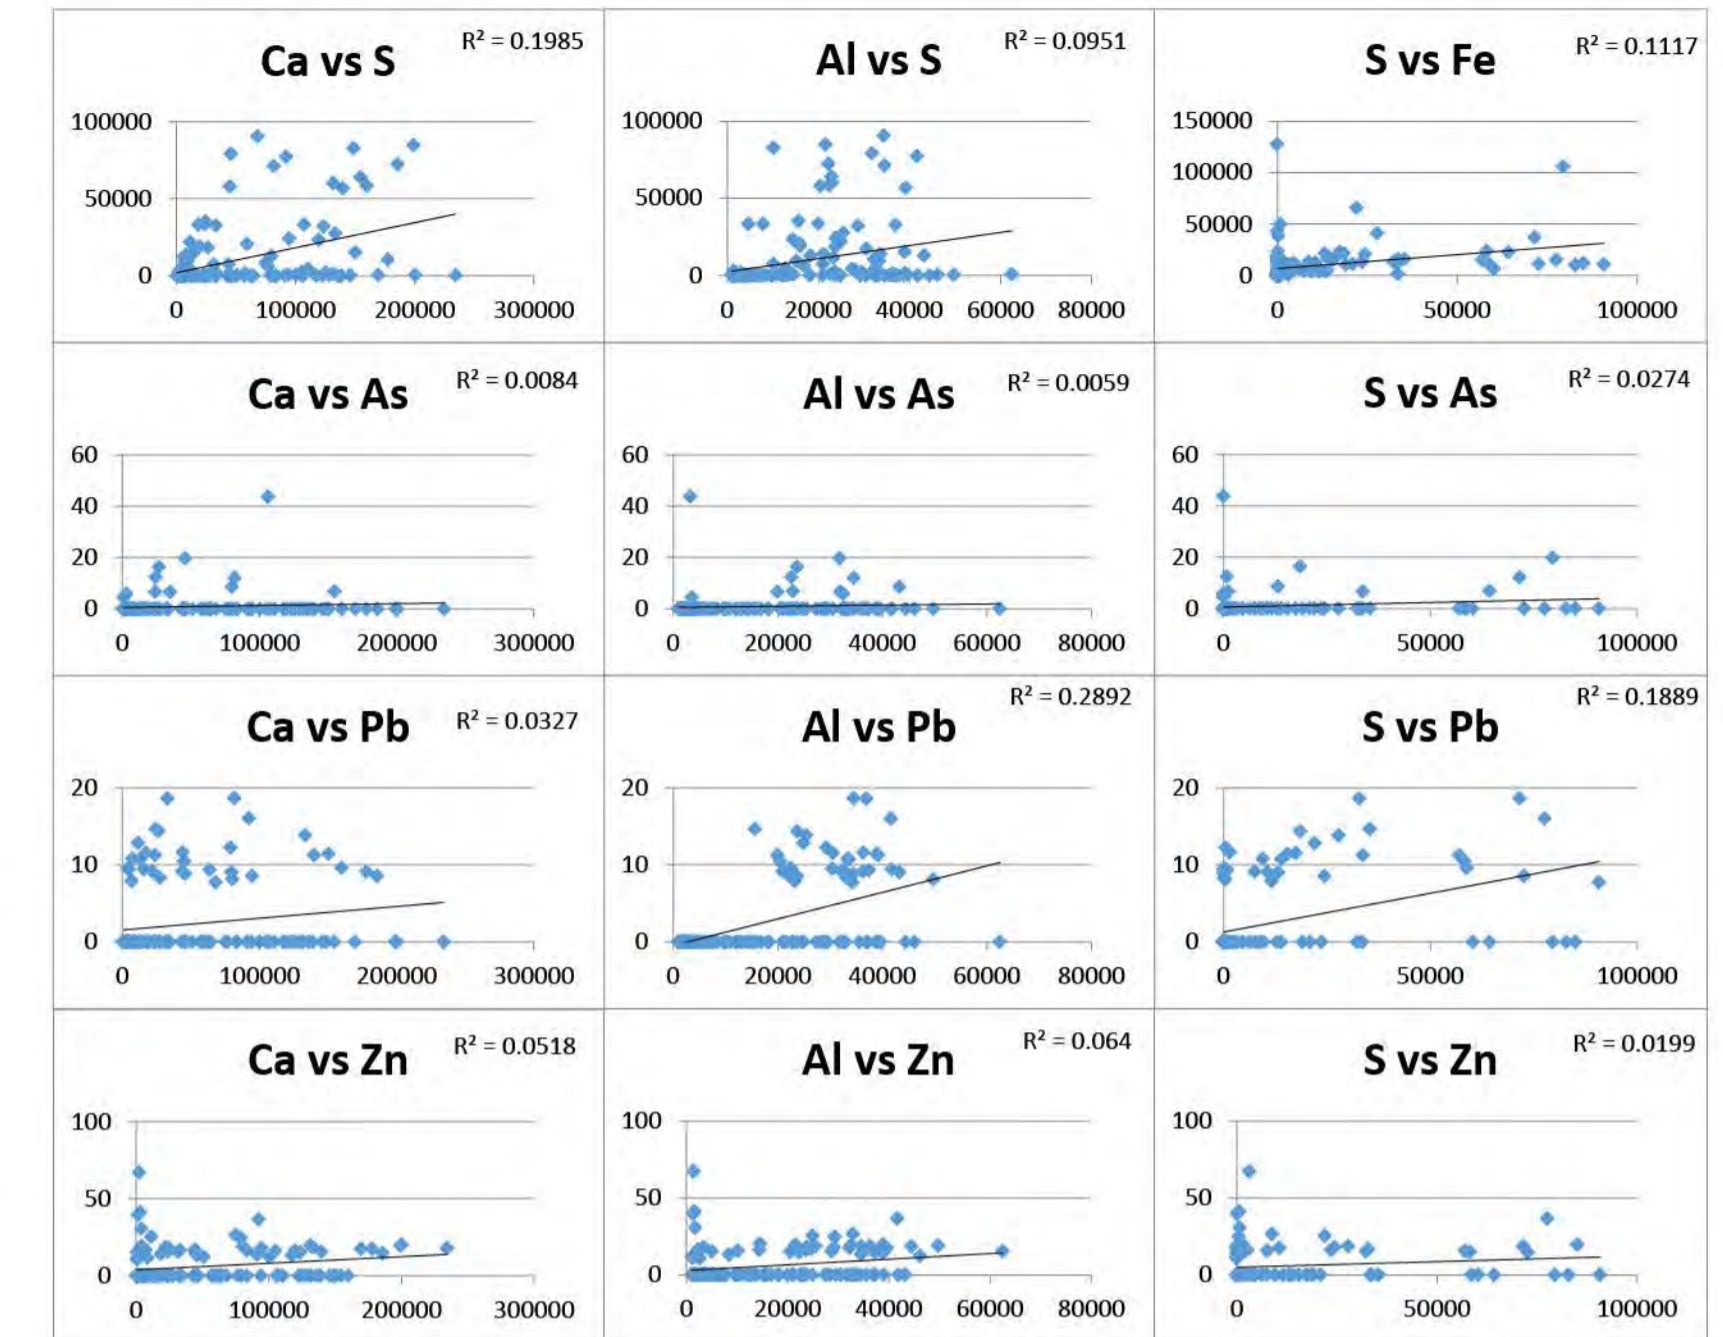 Ca vs S
R² = 0.1985
100000
50000
0
0 100000 200000 300000
Al vs S
R² = 0.0951
100000
50000
0
0 20000 40000 60000 80000
S vs Fe
R² = 0.1117
150000
100000
50000
0
0 50000 100000
Ca vs As
R² = 0.0084
60
40
20
0
0 100000 200000 300000
Al vs As
R² = 0.0059
60
40
20
0
0 20000 40000 60000 80000
S vs As
R² = 0.0274
60
40
20
0
0 50000 100000
Ca vs Pb
R² = 0.0327
20
10
0
0 100000 200000 300000
Al vs Pb
R² = 0.2892
20
10
0
0 20000 40000 60000 80000
S vs Pb
R² = 0.1889
20
10
0
0 50000 100000
Ca vs Zn
R² = 0.0518
100
50
0
0 100000 200000 300000
Al vs Zn
R² = 0.064
100
50
0
0 20000 40000 60000 80000
S vs Zn
R² = 0.0199
100
50
0
0 50000 100000